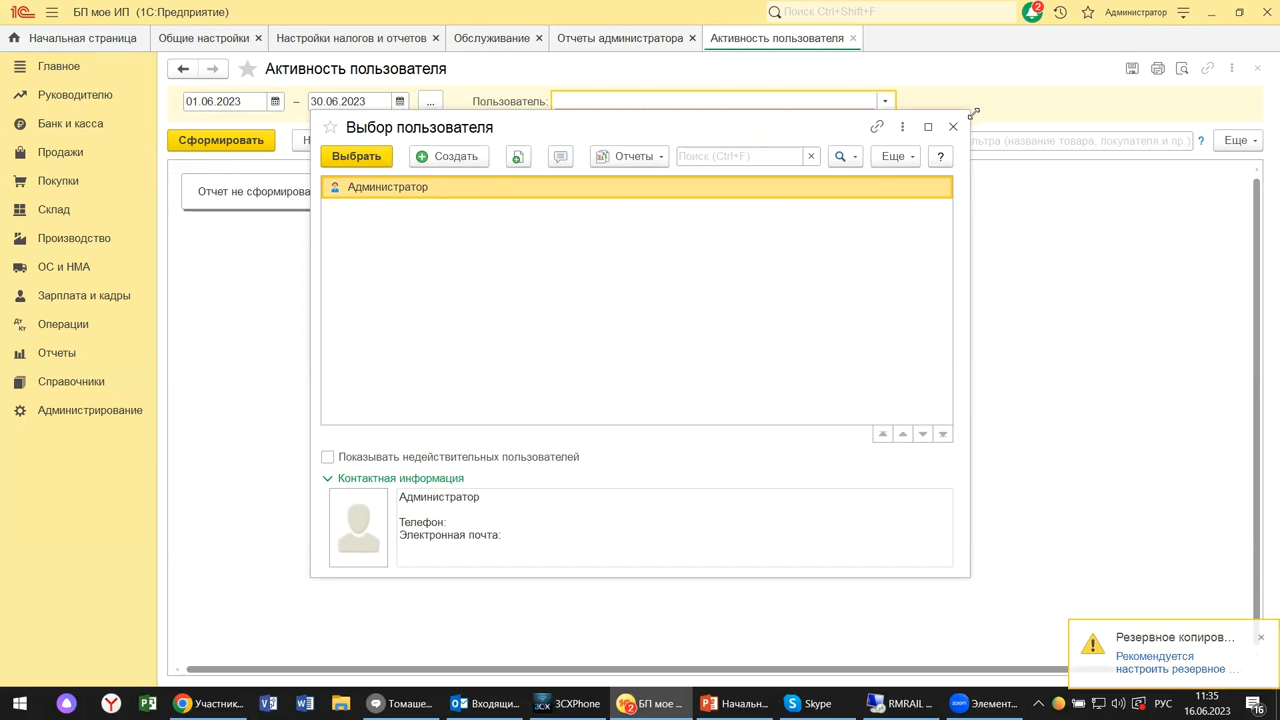 БП мое ИП (1С:Предприятие)
Поиск Ctrl+Shift+F
2
Администратор
Начальная страница
Общие настройки
Настройки налогов и отчетов
Обслуживание
Отчеты администратора
Активность пользователя
Главное
Руководителю
Банк и касса
Продажи
Покупки
Склад
Производство
ОС и НМА
Зарплата и кадры
Дт
Кт
Операции
Отчеты
Справочники
Администрирование
Активность пользователя
01.06.2023 – 30.06.2023 ... Пользователь:
Сформировать
Н
льтра (название товара, покупателя и пр.)
?
Еще
Отчет не сформирова
Выбор пользователя
Выбрать
Создать
Отчеты
Поиск (Ctrl+F)
Еще
?
Администратор
Показывать недействительных пользователей
Контактная информация
Администратор
Телефон:
Электронная почта:
Резервное копиров...
Рекомендуется
настроить резервное ...
Участник...
Томаше...
Входящи...
3CXPhone
БП мое ...
Начальн...
Skype
RMRAIL ...
Элемент...
РУС
11:35
16.06.2023
16